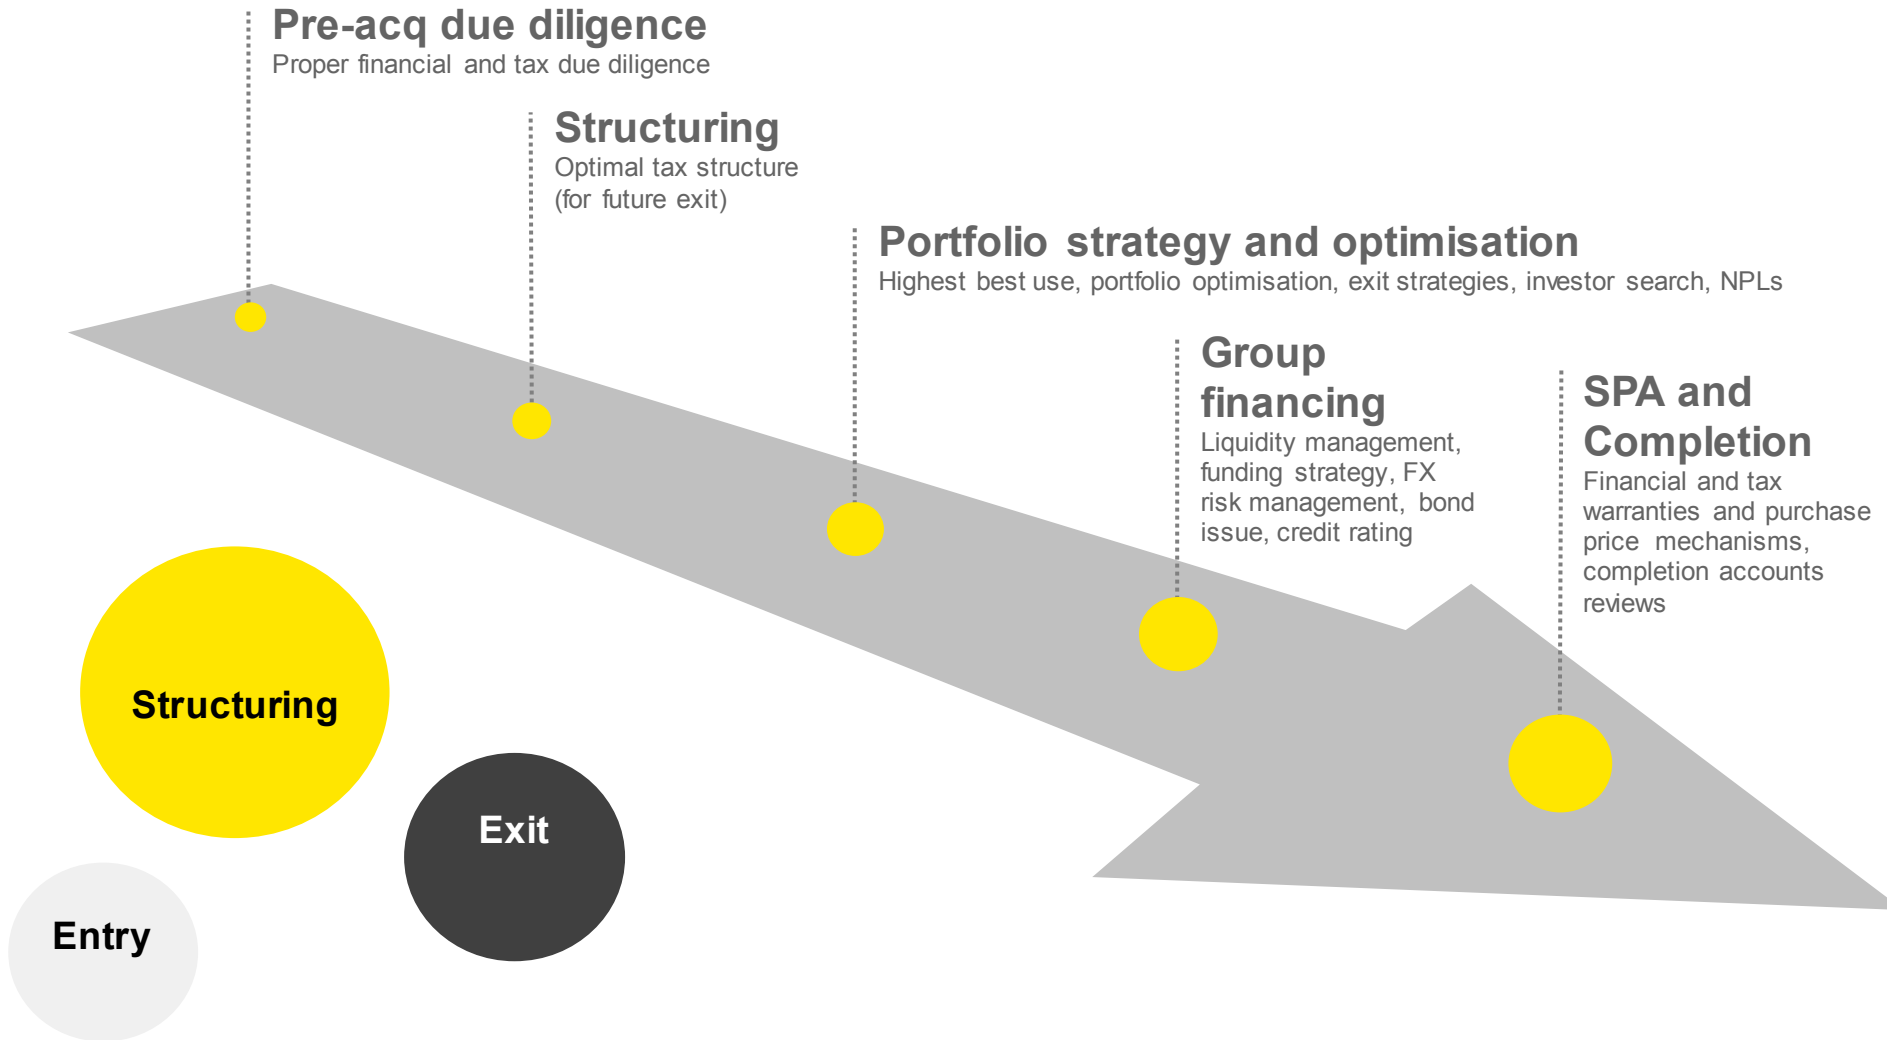 Pre-acq due diligence
Proper financial and tax due diligence
Structuring
Optimal tax structure
(for future exit)
Portfolio strategy and optimisation
Highest best use, portfolio optimisation, exit strategies, investor search, NPLs
Group
financing
Liquidity management,
funding strategy, FX
risk management, bond
issue, credit rating
SPA and
Completion
Financial and tax
warranties and purchase
price mechanisms,
completion accounts
reviews
Structuring
Exit
Entry